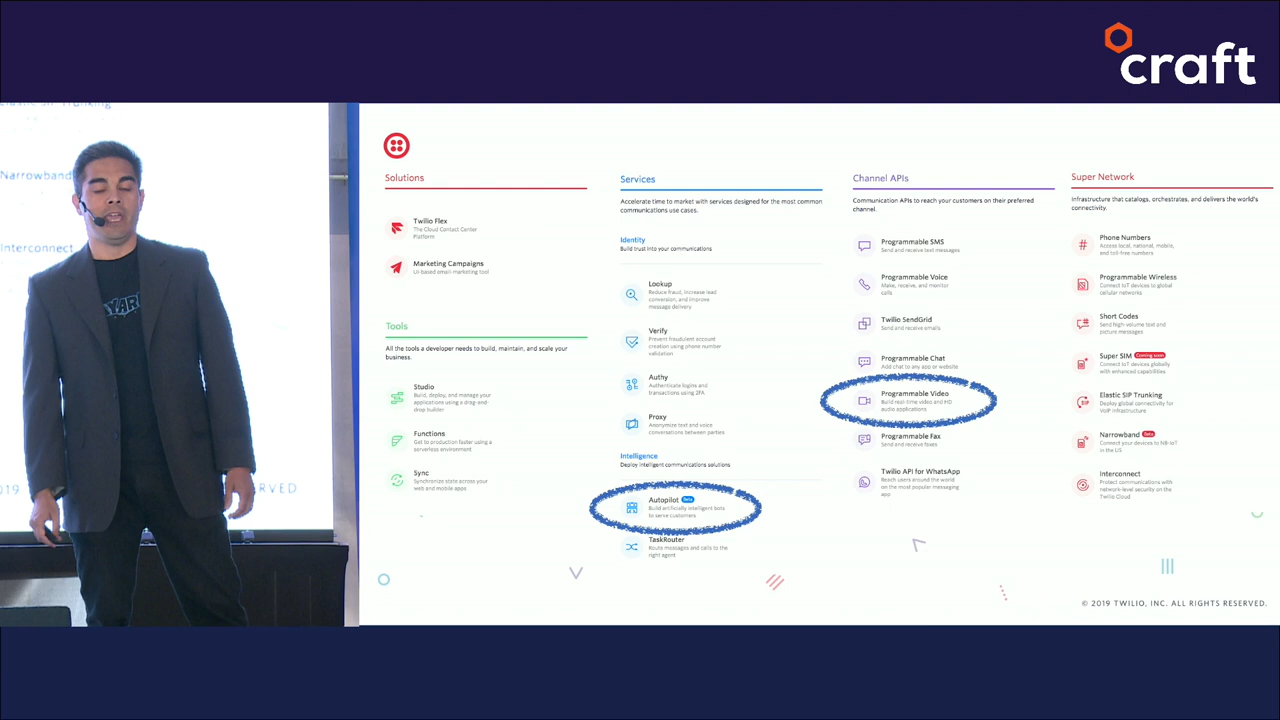 craft
Elastic SIP Trunking
Narrowband
Interconnect
2019
ERVED
Solutions
Twilio Flex
The Cloud Contact Center
Platform
Marketing Campaigns
UI based email-marketing tool
Tools
All the tools a developer needs to build, maintain, and scale your
business.
Studio
Build, deploy, and manage your
applications using a drag-and-
drop builder
Functions
Get to production faster using a
serverless environment
Sync
Synchronize state across your
web and mobile apps
Services
Accelerate time to market with services designed for the most common
communications use cases.
Identity
Build trust into your communications
Lookup
Reduce fraud, increase lead
conversion, and improve
message delivery
Verify
Prevent fraudulent account
creation using phone number
validation
Authy
Authenticate logins and
transactions using 2FA
Proxy
Anonymize text and voice
conversations between parties
Intelligence
Deploy intelligent communications solutions
Autopilot Beta
Build artificially intelligent bots
to serve customers
TaskRouter
Route messages and calls to the
right agent
Channel APIs
Communication APIs to reach your customers on their preferred
channel.
Programmable SMS
Send and receive text messages
Programmable Voice
Make, receive, and monitor
calls
Twilio SendGrid
Send and receive emails
Programmable Chat
Add chat to any app or website
Programmable Video
Build real-time video and HD
audio applications
Programmable Fax
Send and receive faxes
Twilio API for WhatsApp
Reach users around the world
on the most popular messaging
app
Super Network
Infrastructure that catalogs, orchestrates, and delivers the world's
connectivity.
Phone Numbers
Access local, national, mobile,
and toll-free numbers
Programmable Wireless
Connect IoT devices to global
cellular networks
Short Codes
Send high-volume text and
picture messages
Super SIM Coming soon
Connect IoT devices globally
with enhanced capabilities
Elastic SIP Trunking
Deploy global connectivity for
VoIP infrastructure
Narrowband Beta
Connect your devices to NB-IoT
in the US
Interconnect
Protect communications with
network-level security on the
Twilio Cloud
© 2019 TWILIO, INC. ALL RIGHTS RESERVED.